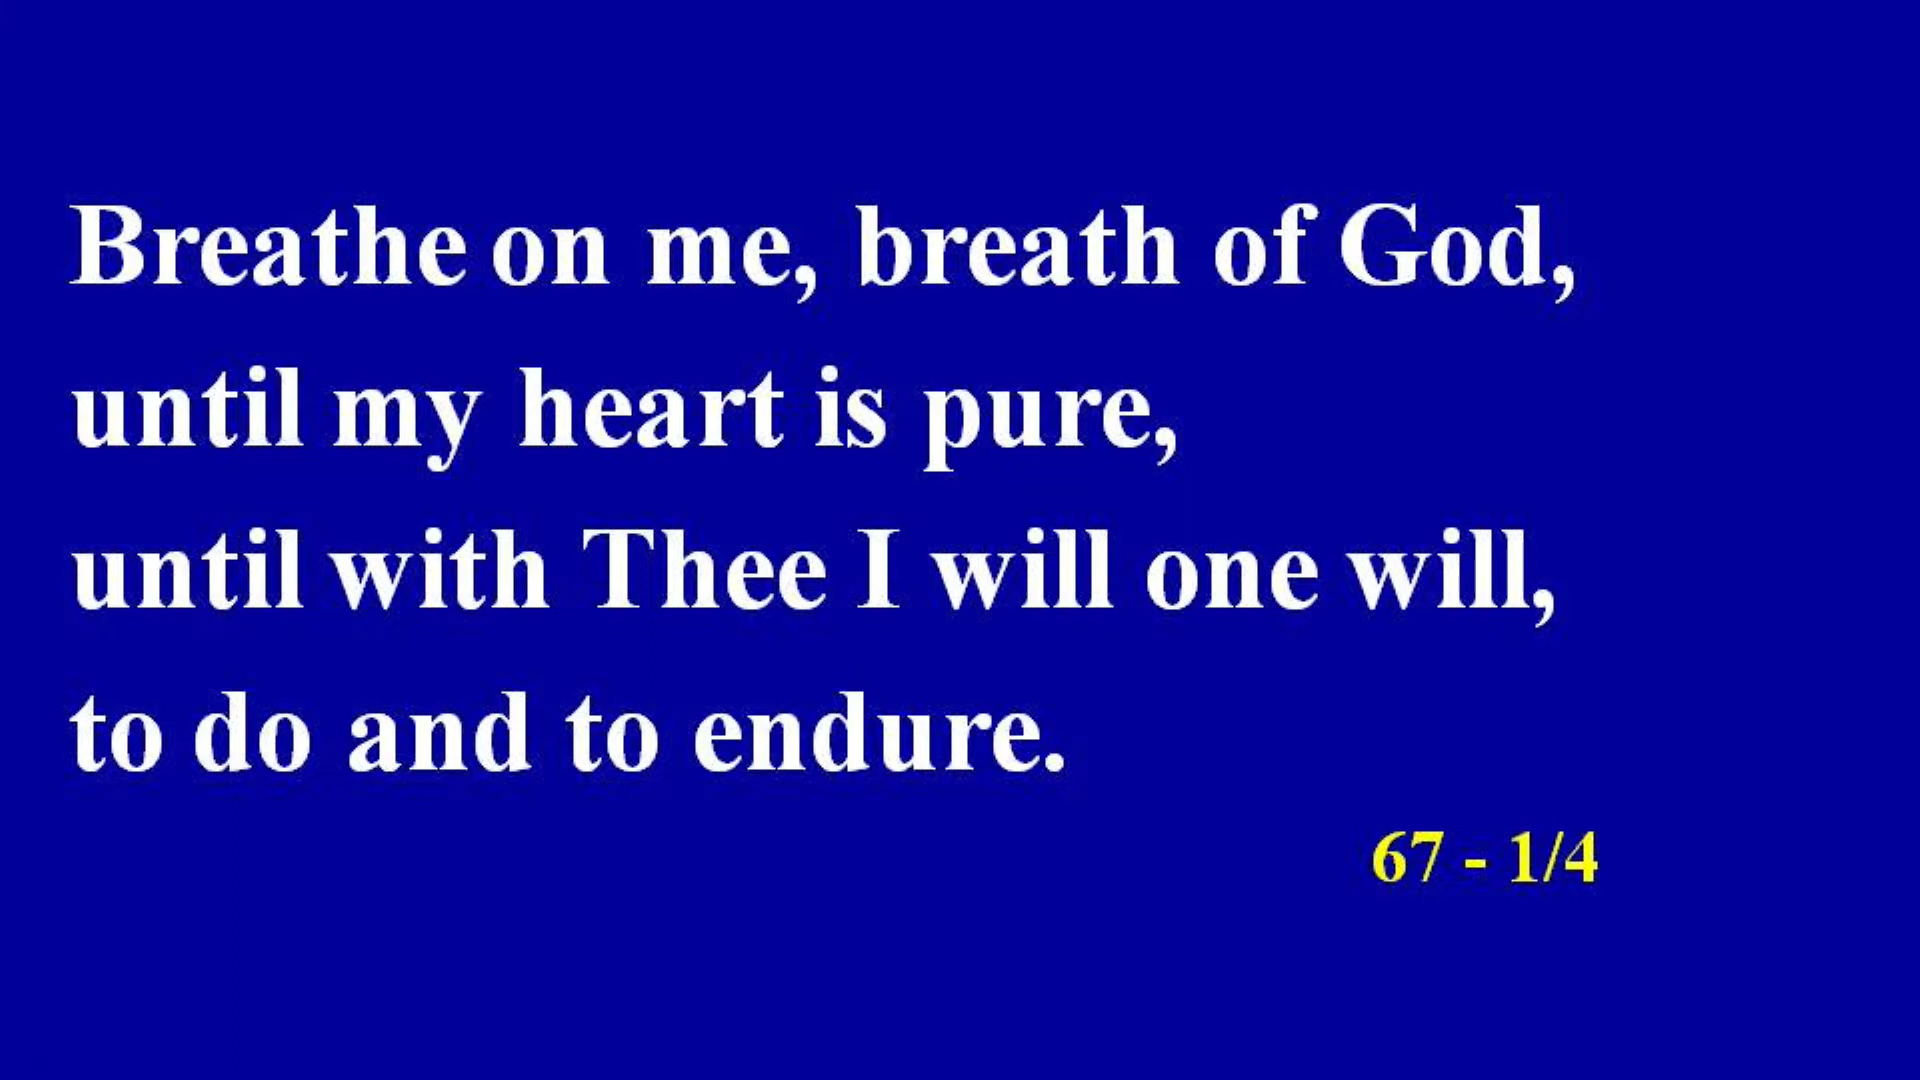 Breathe on me, breath of God,
until my heart is pure,
until with Thee I will one will,
to do and to endure.
67 - 1/4